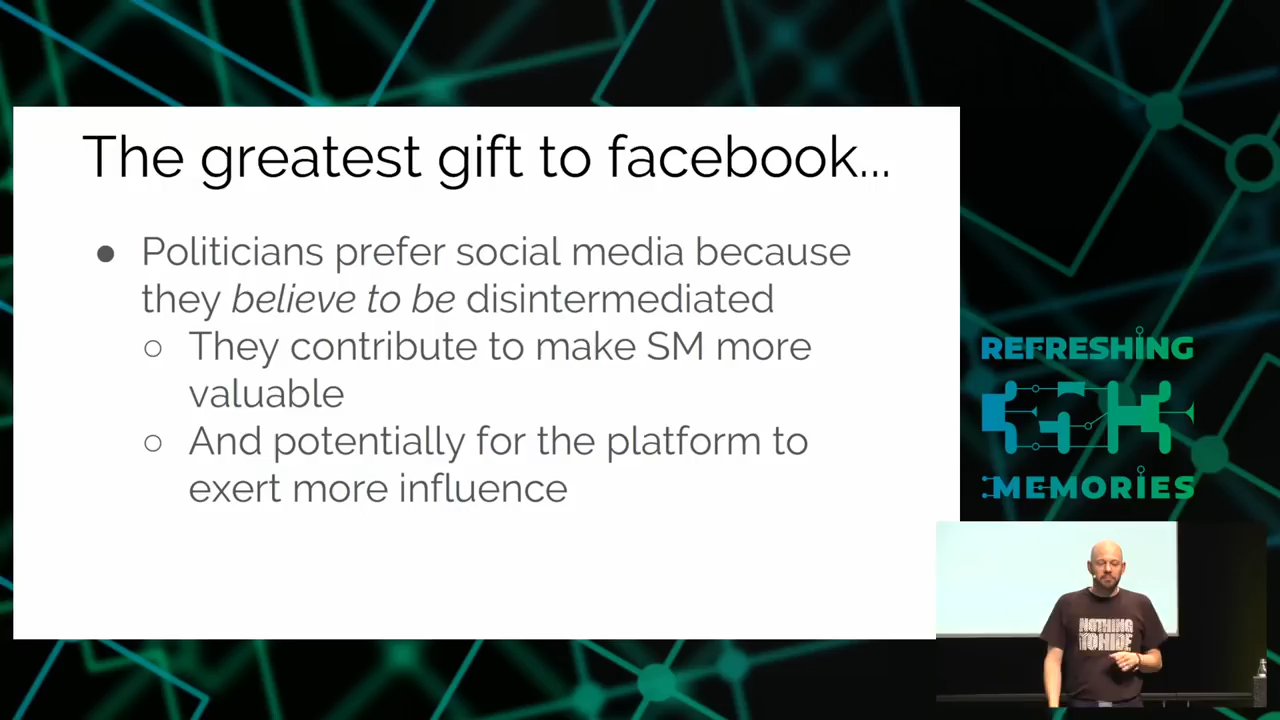 The greatest gift to facebook...
● Politicians prefer social media because
they believe to be disintermediated
○ They contribute to make SM more
valuable
○ And potentially for the platform to
exert more influence
REFRESHING
MEMORIES
NOTHING
TO HIDE